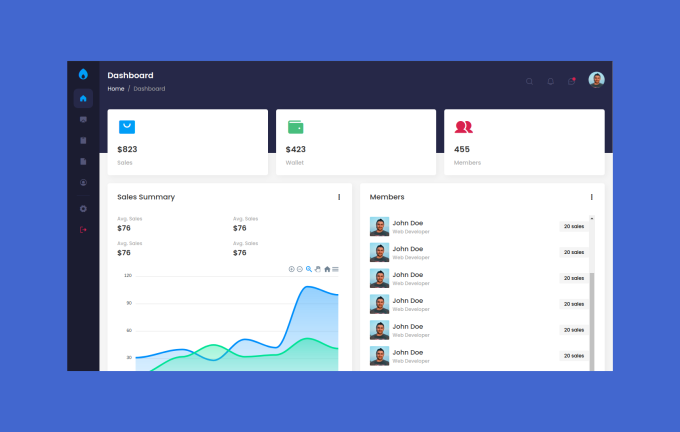 Dashboard
Home / Dashboard
$823
Sales
$423
Wallet
455
Members
Sales Summary
Avg. Sales
$76
Avg. Sales
$76
Avg. Sales
$76
Avg. Sales
$76
120
90
60
30
Members
John Doe
Web Developer
20 sales
John Doe
Web Developer
20 sales
John Doe
Web Developer
20 sales
John Doe
Web Developer
20 sales
John Doe
Web Developer
20 sales
John Doe
Web Developer
20 sales